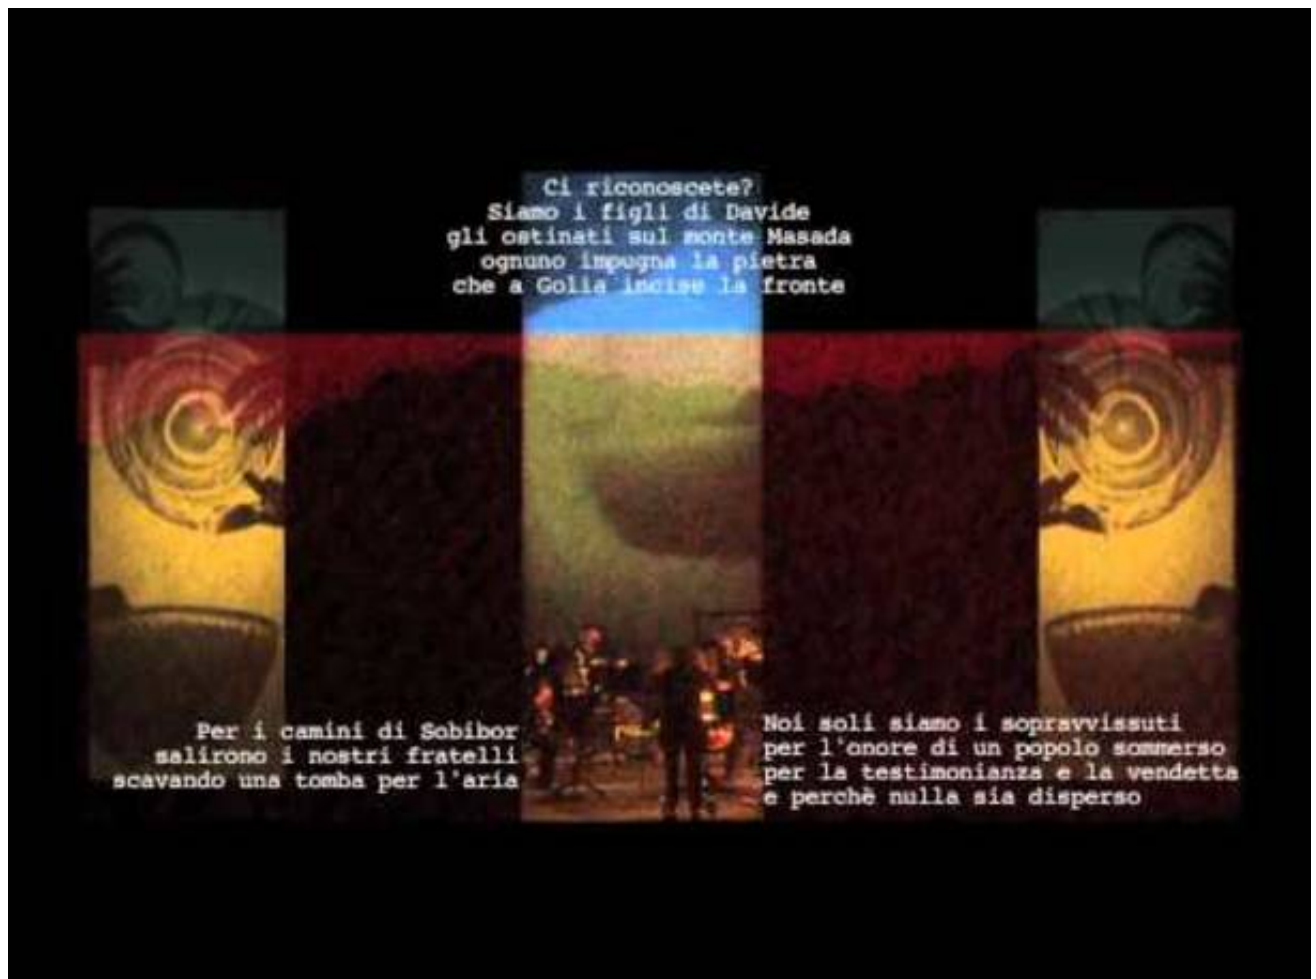 Ci riconoscete?
Siamo i figli di Davide
gli ostinati sul monte Masada
ognuno impugna la pietra
che a Golia incise la fronte
Per i camini di Sobibor
salirono i nostri fratelli
scavando una tomba per l'aria
Noi soli siamo i sopravvissuti
per l'onore di un popolo sommerso
per la testimonianza e la vendetta
e perchè nulla sia disperso